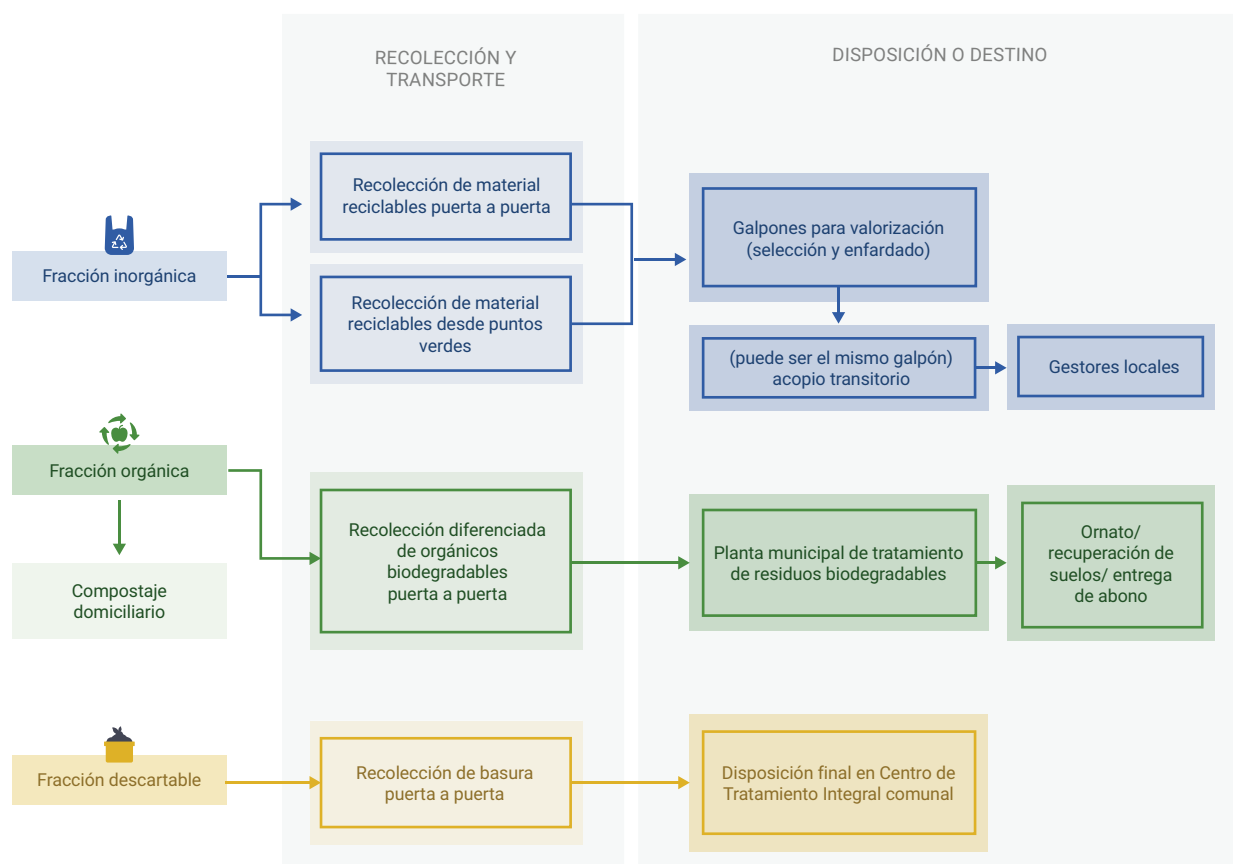 RECOLECCIÓN Y
TRANSPORTE
DISPOSICIÓN O DESTINO
Fracción inorgánica
Recolección de material
reciclables puerta a puerta
Recolección de material
reciclables desde puntos
verdes
Galpones para valorización
(selección y enfardado)
(puede ser el mismo galpón)
acopio transitorio
Gestores locales
Fracción orgánica
Compostaje
domiciliario
Recolección diferenciada
de orgánicos
biodegradables
puerta a puerta
Planta municipal de tratamiento
de residuos biodegradables
Ornato/
recuperación de
suelos/ entrega
de abono
Fracción descartable
Recolección de basura
puerta a puerta
Disposición final en Centro de
Tratamiento Integral comunal